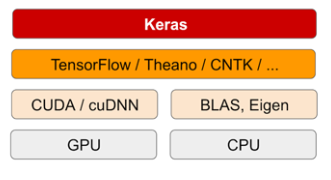 Keras
TensorFlow / Theano / CNTK / ...
CUDA / cuDNN
BLAS, Eigen
GPU
CPU